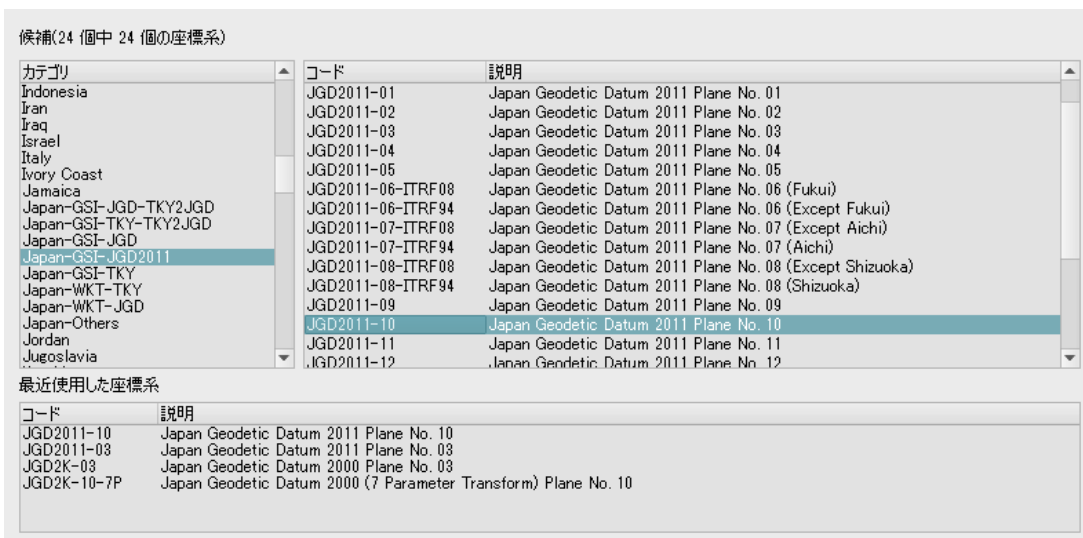 候補(24 個中 24 個の座標系)
カテゴリ
Indonesia
Iran
Iraq
Israel
Italy
Ivory Coast
Jamaica
Japan-GSI-JGD-TKY2JGD
Japan-GSI-TKY-TKY2JGD
Japan-GSI-JGD
Japan-GSI-JGD2011
Japan-GSI-TKY
Japan-WKT-TKY
Japan-WKT-JGD
Japan-Others
Jordan
Jugoslavia
コード 説明
JGD2011-01 Japan Geodetic Datum 2011 Plane No. 01
JGD2011-02 Japan Geodetic Datum 2011 Plane No. 02
JGD2011-03 Japan Geodetic Datum 2011 Plane No. 03
JGD2011-04 Japan Geodetic Datum 2011 Plane No. 04
JGD2011-05 Japan Geodetic Datum 2011 Plane No. 05
JGD2011-06-ITRF08 Japan Geodetic Datum 2011 Plane No. 06 (Fukui)
JGD2011-06-ITRF94 Japan Geodetic Datum 2011 Plane No. 06 (Except Fukui)
JGD2011-07-ITRF08 Japan Geodetic Datum 2011 Plane No. 07 (Except Aichi)
JGD2011-07-ITRF94 Japan Geodetic Datum 2011 Plane No. 07 (Aichi)
JGD2011-08-ITRF08 Japan Geodetic Datum 2011 Plane No. 08 (Except Shizuoka)
JGD2011-08-ITRF94 Japan Geodetic Datum 2011 Plane No. 08 (Shizuoka)
JGD2011-09 Japan Geodetic Datum 2011 Plane No. 09
JGD2011-10 Japan Geodetic Datum 2011 Plane No. 10
JGD2011-11 Japan Geodetic Datum 2011 Plane No. 11
JGD2011-12 Japan Geodetic Datum 2011 Plane No. 12
最近使用した座標系
コード 説明
JGD2011-10 Japan Geodetic Datum 2011 Plane No. 10
JGD2011-03 Japan Geodetic Datum 2011 Plane No. 03
JGD2K-03 Japan Geodetic Datum 2000 Plane No. 03
JGD2K-10-7P Japan Geodetic Datum 2000 (7 Parameter Transform) Plane No. 10